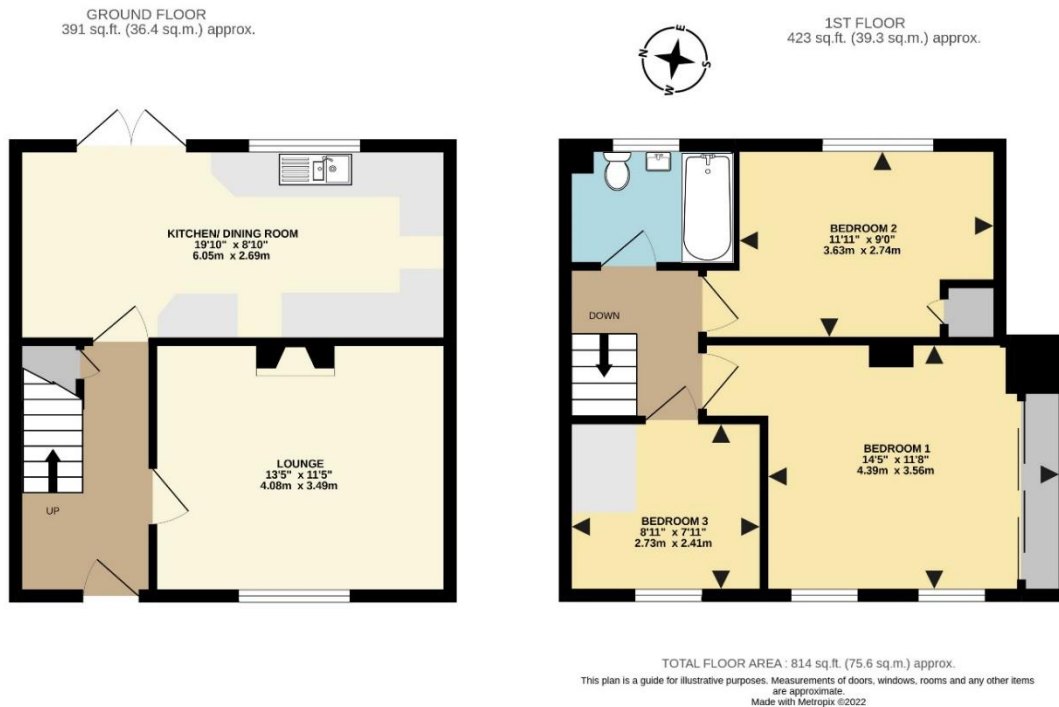 GROUND FLOOR
391 sq.ft. (36.4 sq.m.) approx.
1ST FLOOR
423 sq.ft. (39.3 sq.m.) approx.
N
E
S
W
KITCHEN/ DINING ROOM
19'10" x 8'10"
6.05m x 2.69m
LOUNGE
13'5" x 11'5"
4.08m x 3.49m
UP
BEDROOM 2
11'11" x 9'0"
3.63m x 2.74m
DOWN
BEDROOM 1
14'5" x 11'8"
4.39m x 3.56m
BEDROOM 3
8'11" x 7'11"
2.73m x 2.41m
TOTAL FLOOR AREA : 814 sq.ft. (75.6 sq.m.) approx.
This plan is a guide for illustrative purposes. Measurements of doors, windows, rooms and any other items
are approximate.
Made with Metropix ©2022